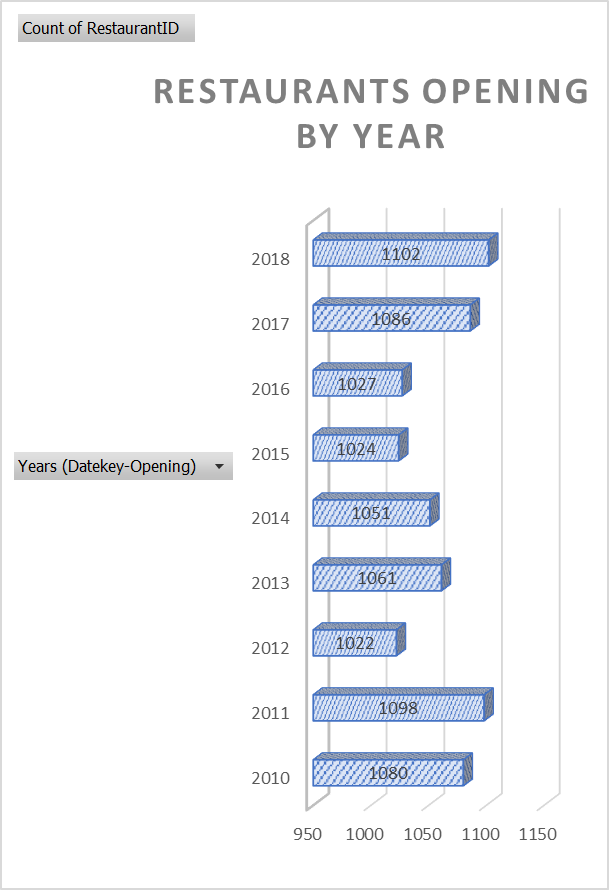 Count of RestaurantID
RESTAURANTS OPENING
BY YEAR
2018 1102
2017 1086
2016 1027
2015 1024
Years (Datekey-Opening)
2014 1051
2013 1061
2012 1022
2011 1098
2010 1080
950 1000 1050 1100 1150